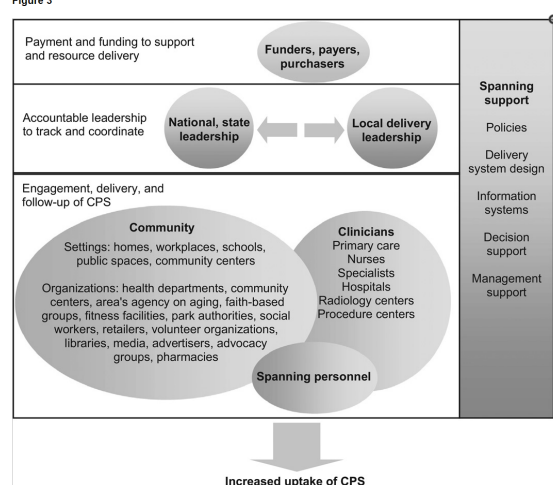 Figure 3
Payment and funding to support
and resource delivery
Funders, payers,
purchasers
Accountable leadership
to track and coordinate
National, state
leadership
Local delivery
leadership
Engagement, delivery, and
follow-up of CPS
Community
Settings: homes, workplaces, schools,
public spaces, community centers
Organizations: health departments, community
centers, area's agency on aging, faith-based
groups, fitness facilities, park authorities, social
workers, retailers, volunteer organizations,
libraries, media, advertisers, advocacy
groups, pharmacies
Clinicians
Primary care
Nurses
Specialists
Hospitals
Radiology centers
Procedure centers
Spanning personnel
Spanning
support
Policies
Delivery
system design
Information
systems
Decision
support
Management
support
Increased uptake of CPS